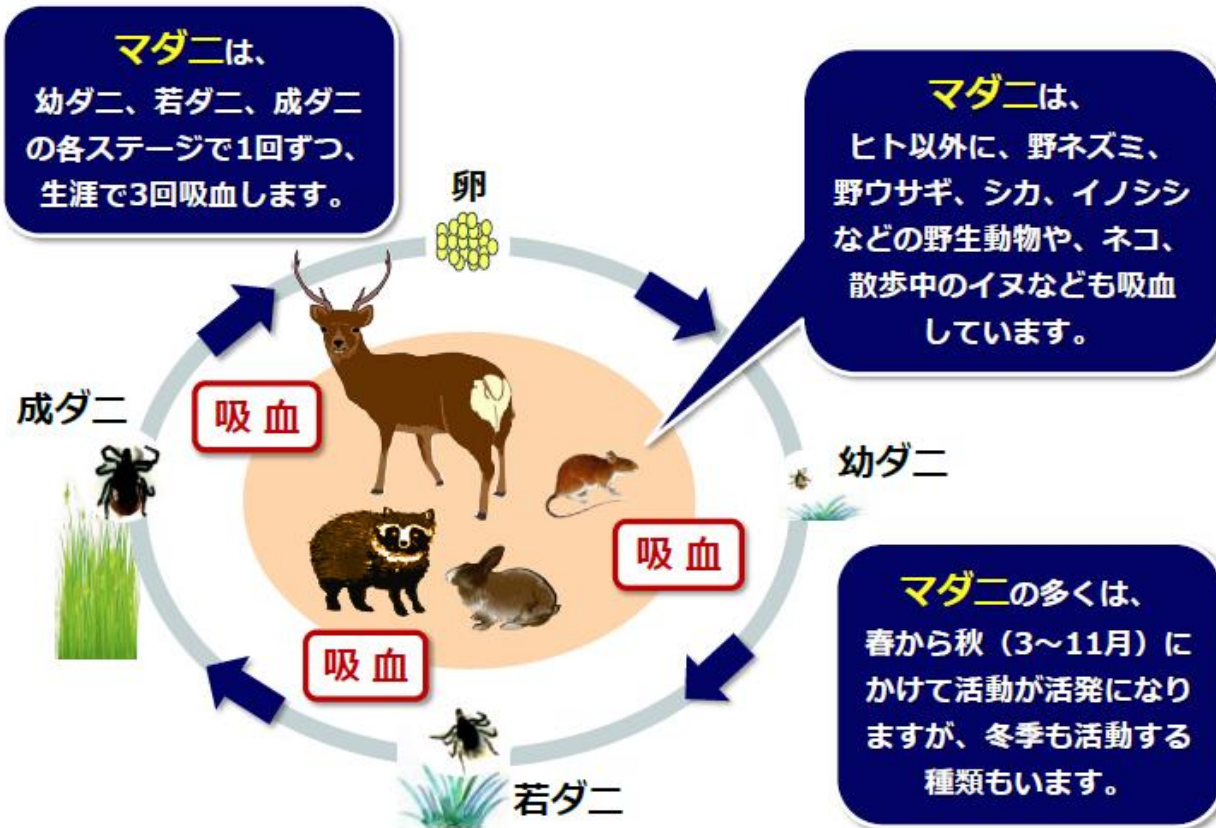 マダニは、
幼ダニ、若ダニ、成ダニ
の各ステージで1回ずつ、
生涯で3回吸血します。
卵
マダニは、
ヒト以外に、野ネズミ、
野ウサギ、シカ、イノシシ
などの野生動物や、ネコ、
散歩中のイヌなども吸血
しています。
成ダニ
吸血
幼ダニ
吸血
吸血
若ダニ
マダニの多くは、
春から秋（3～11月）に
かけて活動が活発になり
ますが、冬季も活動する
種類もいます。